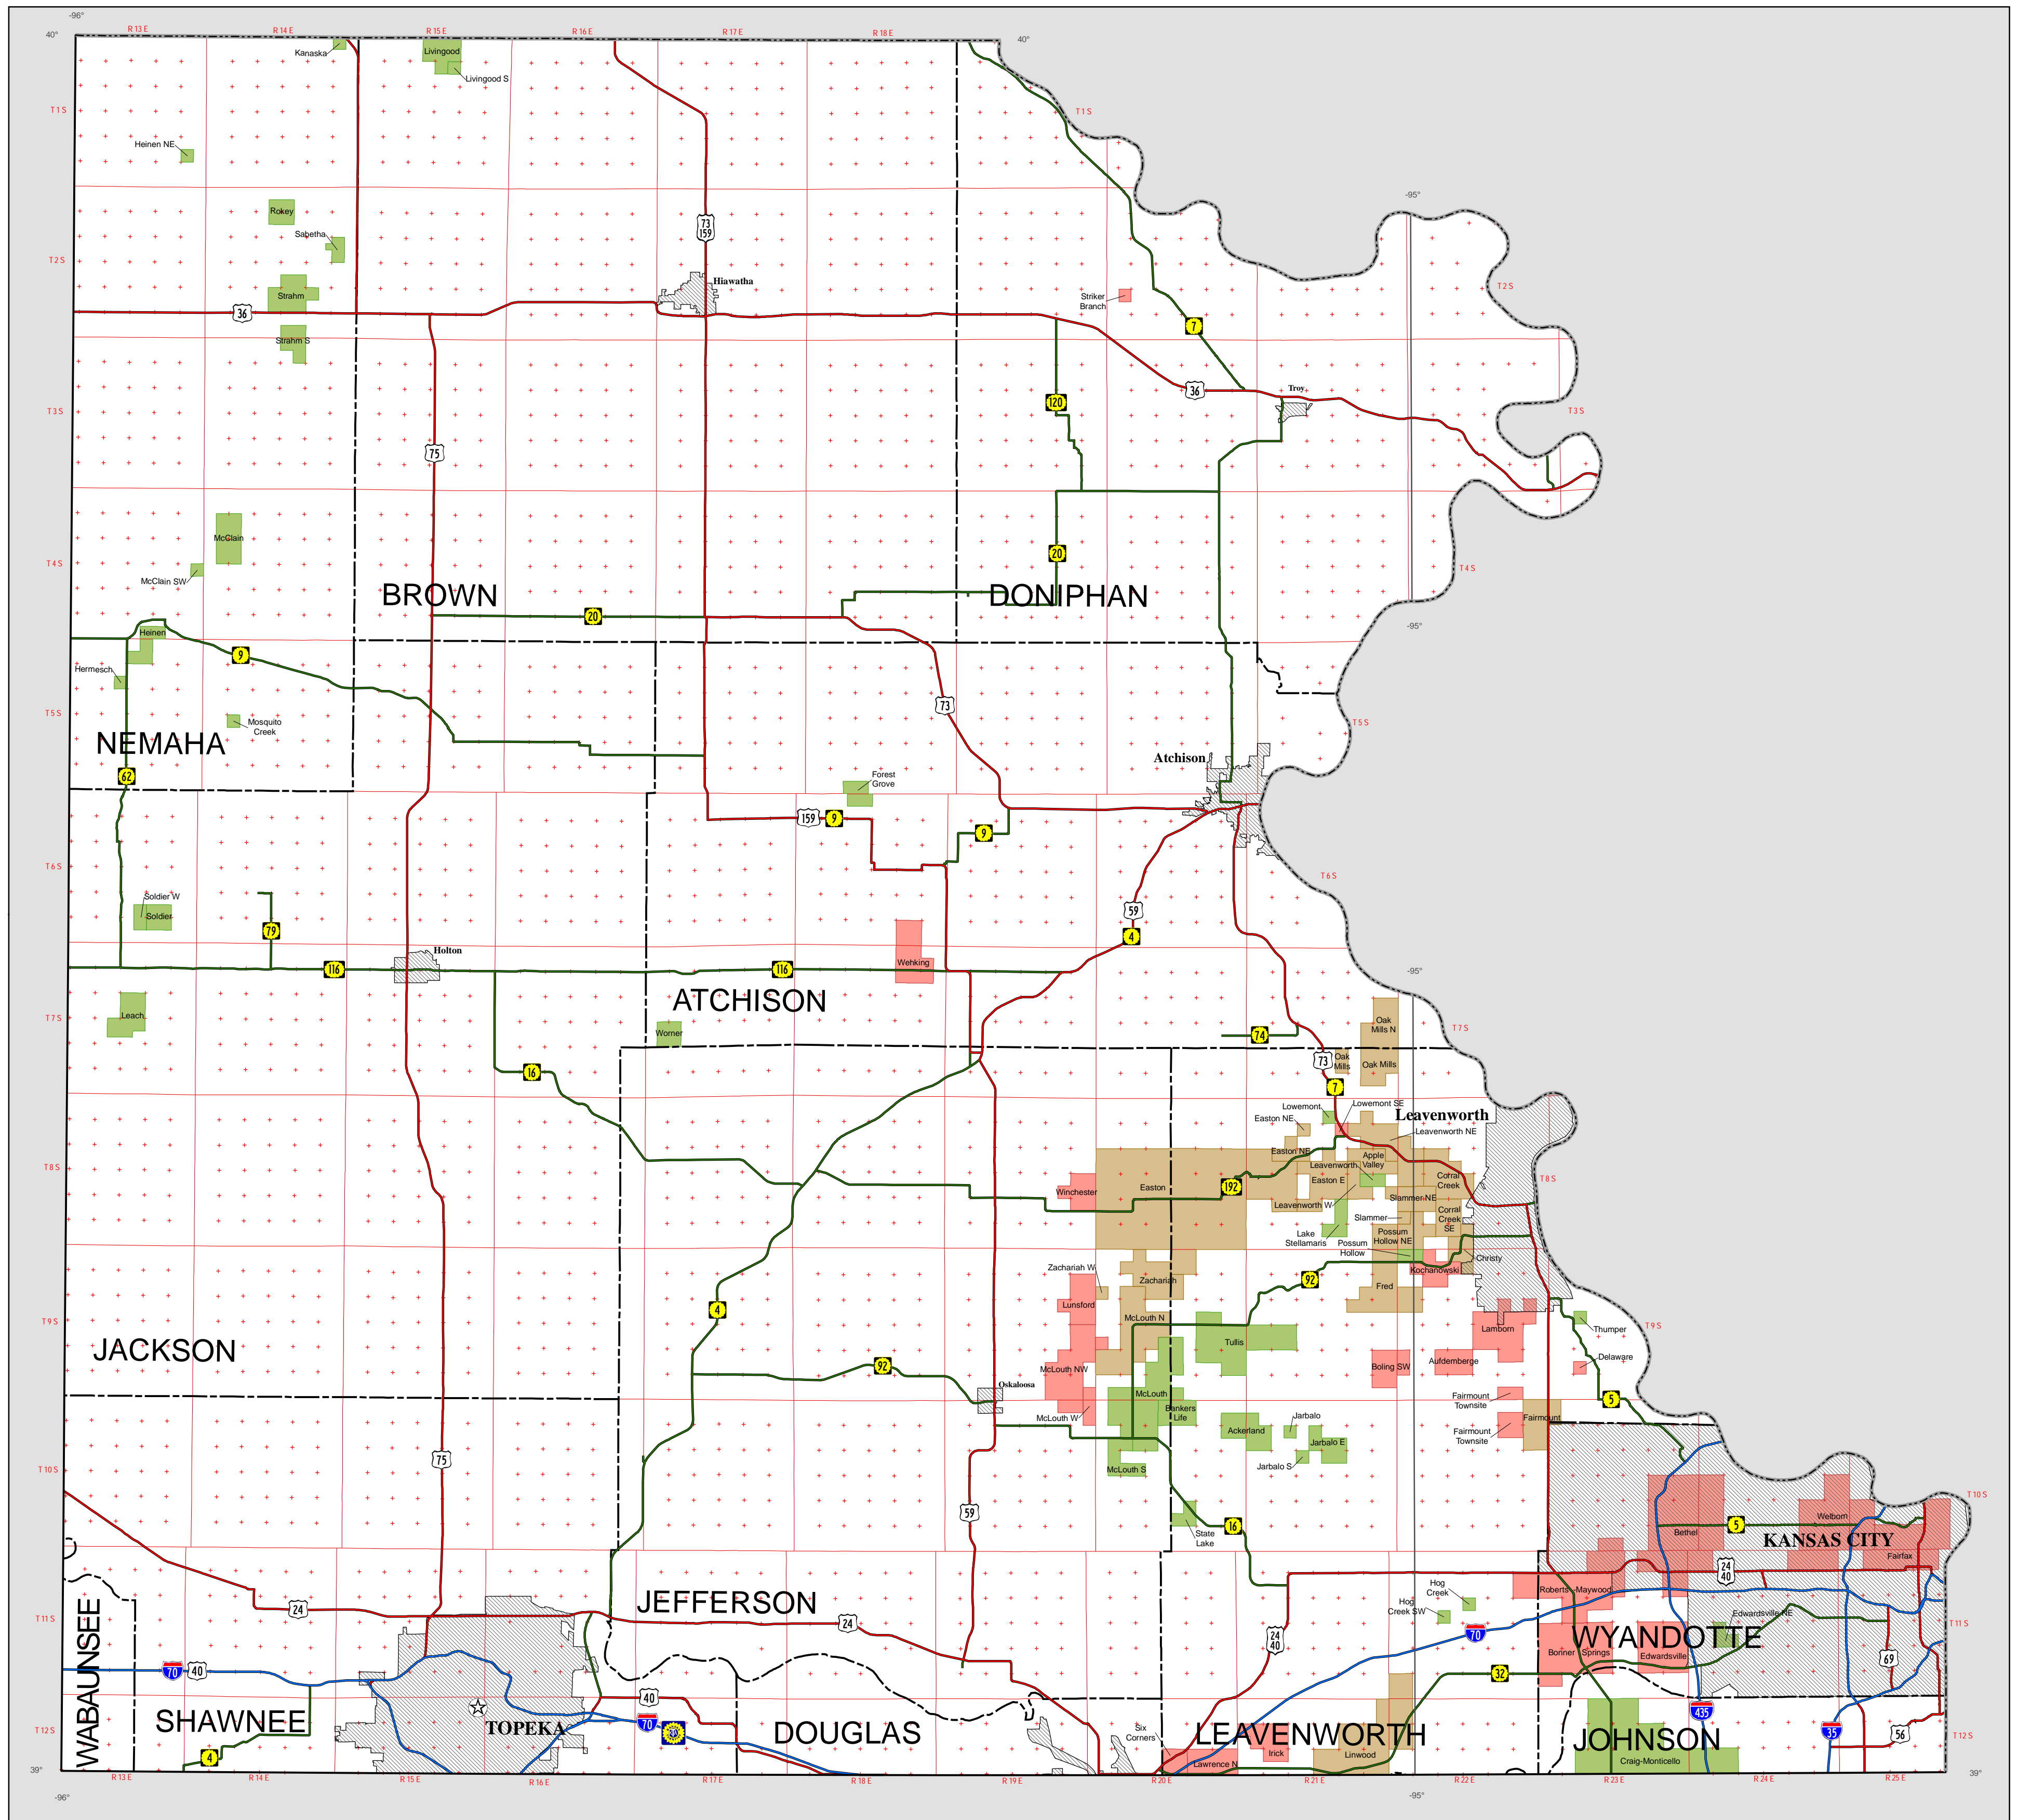 -96°
40°
R 13 E
R 14 E
R 15 E
R 16 E
R 17 E
R 18 E
40°
Kanaska
Livingood
Livingood S
T 1 S
T 1 S
Heinen NE
-95°
Rokey
Sabetha
73
159
T 2 S
T 2 S
Hiawatha
Strahm
Striker
Branch
36
7
Strahm S
36
Troy
120
T 3 S
T 3 S
75
McClain
20
T 4 S
T 4 S
McClain SW
BROWN
DONIPHAN
20
-95°
Heinen
9
Hermesch
73
T 5 S
Mosquito
Creek
T 5 S
NEMAHA
Atchison
62
Forest
Grove
159
9
9
T 6 S
T 6 S
Soldier W
Soldier
59
79
4
Holton
Wehking
116
116
-95°
ATCHISON
Leach
T 7 S
Oak
Mills N
T 7 S
Worner
74
73
Oak
Mills
Oak Mills
16
7
Lowemont
Lowemont SE
Easton NE
Leavenworth
Leavenworth NE
Easton NE
Apple
Valley
Leavenworth
T 8 S
Easton E
Corral
Creek
T 8 S
Winchester
Easton
192
Slammer NE
Leavenworth W
Slammer
Corral
Creek
SE
Lake
Stellamaris
Possum
Hollow NE
Possum
Hollow
Christy
Zachariah W
Zachariah
92
Kochanowski
Fred
Lunsford
4
McLouth N
T 9 S
Lamborn
Thumper
T 9 S
Tullis
JACKSON
92
McLouth NW
Boling SW
Aufdemberge
Delaware
Oskaloosa
McLouth
Fairmount
Townsite
5
Bankers
Life
McLouth W
Jarbalo
Fairmount
Ackerland
Fairmount
Townsite
Jarbalo E
75
T 10 S
McLouth S
Jarbalo S
T 10 S
59
16
State
Lake
Welborn
5
Bethel
KANSAS CITY
Fairfax
24
40
Hog
Creek
Roberts - Maywood
JEFFERSON
24
24
Hog
Creek SW
Edwardsville NE
T 11 S
T 11 S
WABAUNSEE
24
40
70
WYANDOTTE
Bonner Springs
Edwardsville
69
70
40
32
40
435
SHAWNEE
TOPEKA
70
DOUGLAS
Six
Corners
LEAVENWORTH
JOHNSON
35
56
T 12 S
T 12 S
4
Lawrence N
Irick
Linwood
Craig-Monticello
39°
R 13 E
R 14 E
R 15 E
R 16 E
R 17 E
R 18 E
R 19 E
R 20 E
R 21 E
R 22 E
R 23 E
R 24 E
R 25 E
39°
-96°
-95°